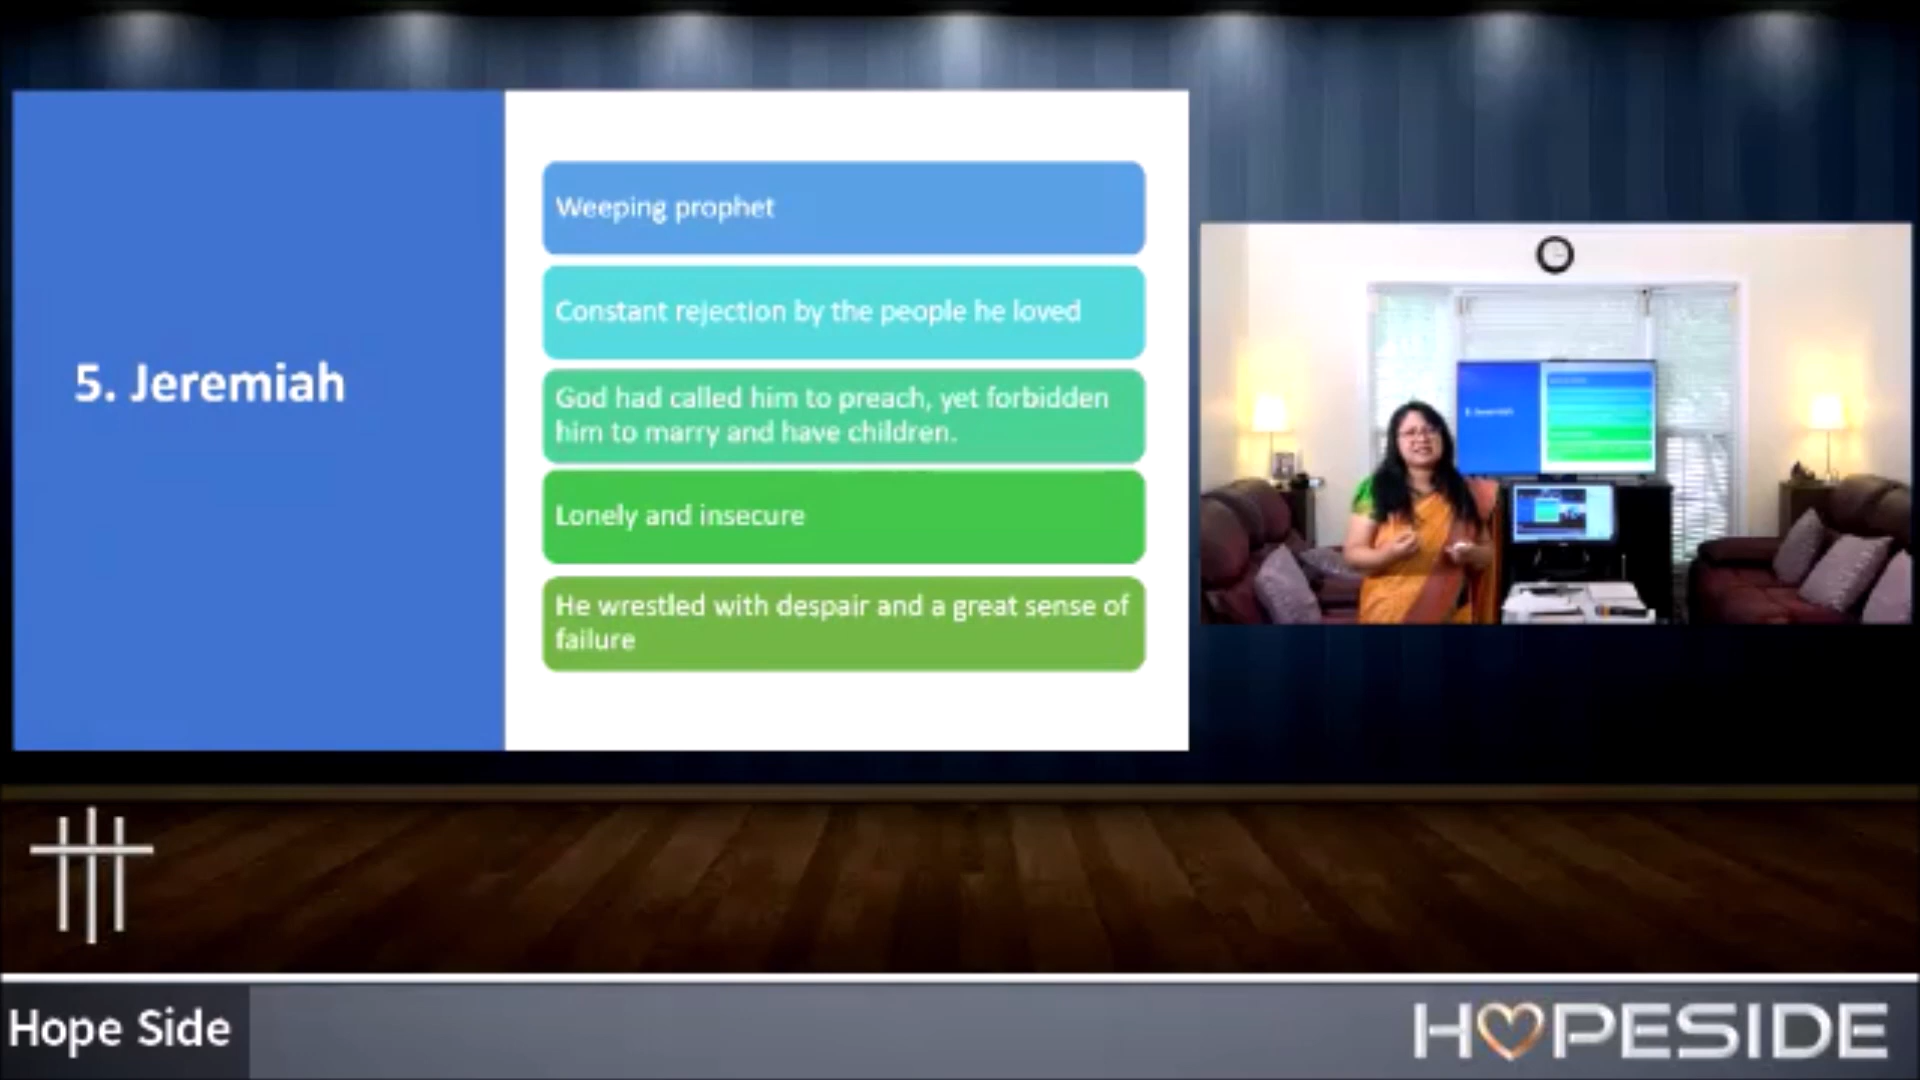 5. Jeremiah
Weeping prophet
Constant rejection by the people he loved
God had called him to preach, yet forbidden
him to marry and have children.
Lonely and insecure
He wrestled with despair and a great sense of
failure
Hope Side
HOPESIDE